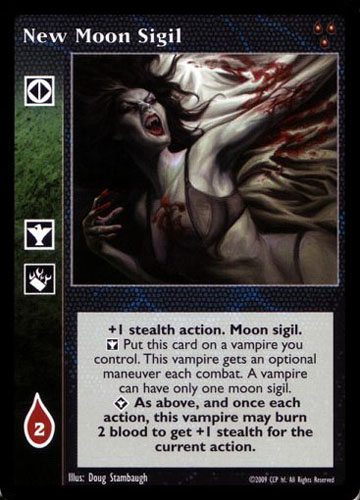 New Moon Sigil
+1 stealth action. Moon sigil.
Put this card on a vampire you
control. This vampire gets an optional
maneuver each combat. A vampire
can have only one moon sigil.
As above, and once each
action, this vampire may burn
2 blood to get +1 stealth for the
current action.
2
Illus: Doug Stambaugh
©2009 CCP hf. All Rights Reserved